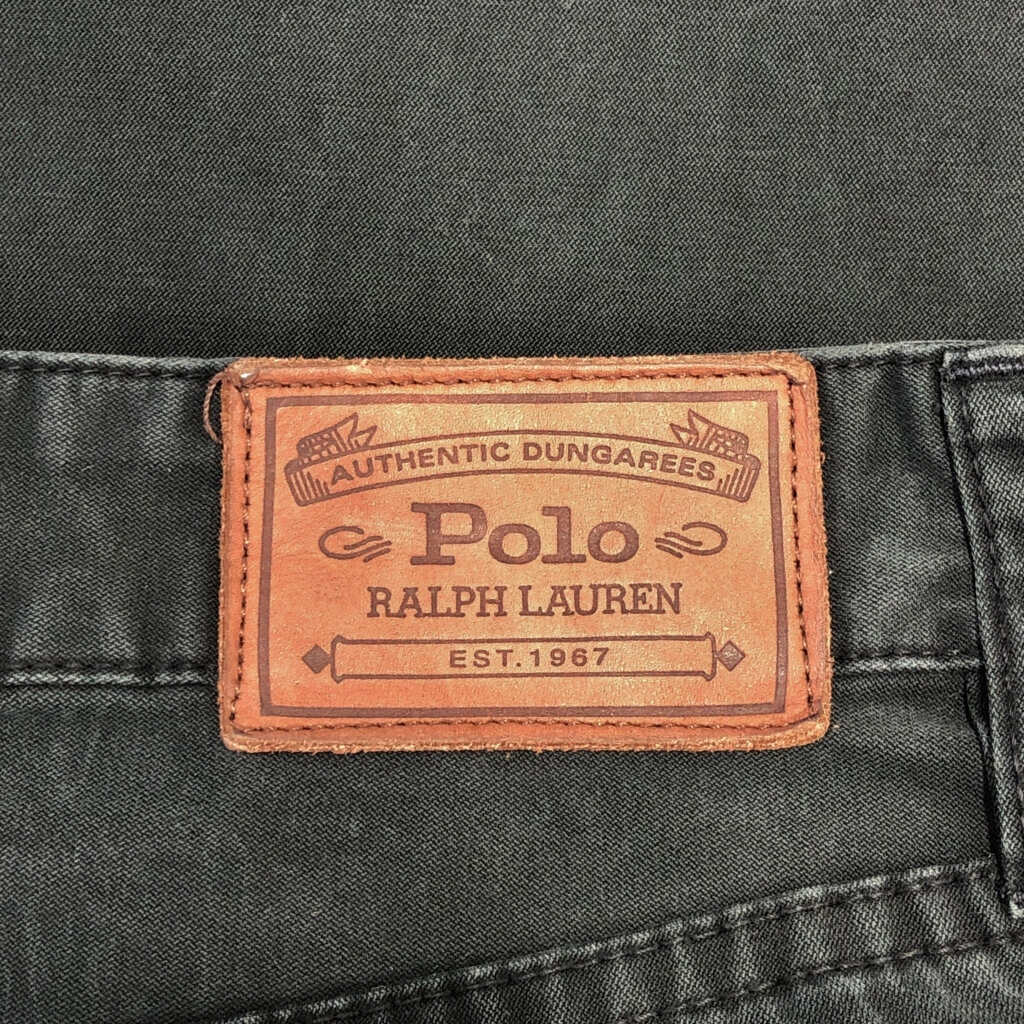 AUTHENTIC DUNGAREES
Polo
RALPH LAUREN
EST. 1967